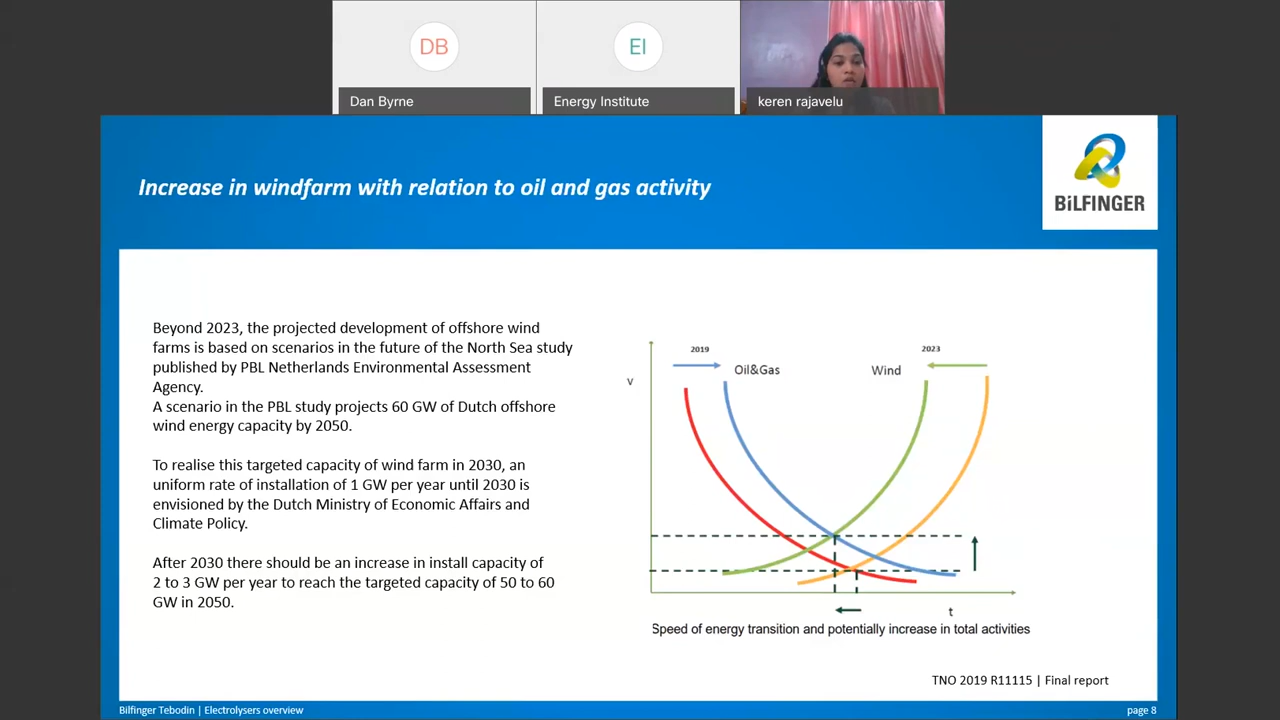 DB
EI
Dan Byrne
Energy Institute
keren rajavelu
Increase in windfarm with relation to oil and gas activity
BiLFINGER
Beyond 2023, the projected development of offshore wind
farms is based on scenarios in the future of the North Sea study
published by PBL Netherlands Environmental Assessment
Agency.
A scenario in the PBL study projects 60 GW of Dutch offshore
wind energy capacity by 2050.
To realise this targeted capacity of wind farm in 2030, an
uniform rate of installation of 1 GW per year until 2030 is
envisioned by the Dutch Ministry of Economic Affairs and
Climate Policy.
After 2030 there should be an increase in install capacity of
2 to 3 GW per year to reach the targeted capacity of 50 to 60
GW in 2050.
2019
2023
Oil&Gas
Wind
v
t
Speed of energy transition and potentially increase in total activities
TNO 2019 R11115 | Final report
Bilfinger Tebodin | Electrolysers overview
page 8